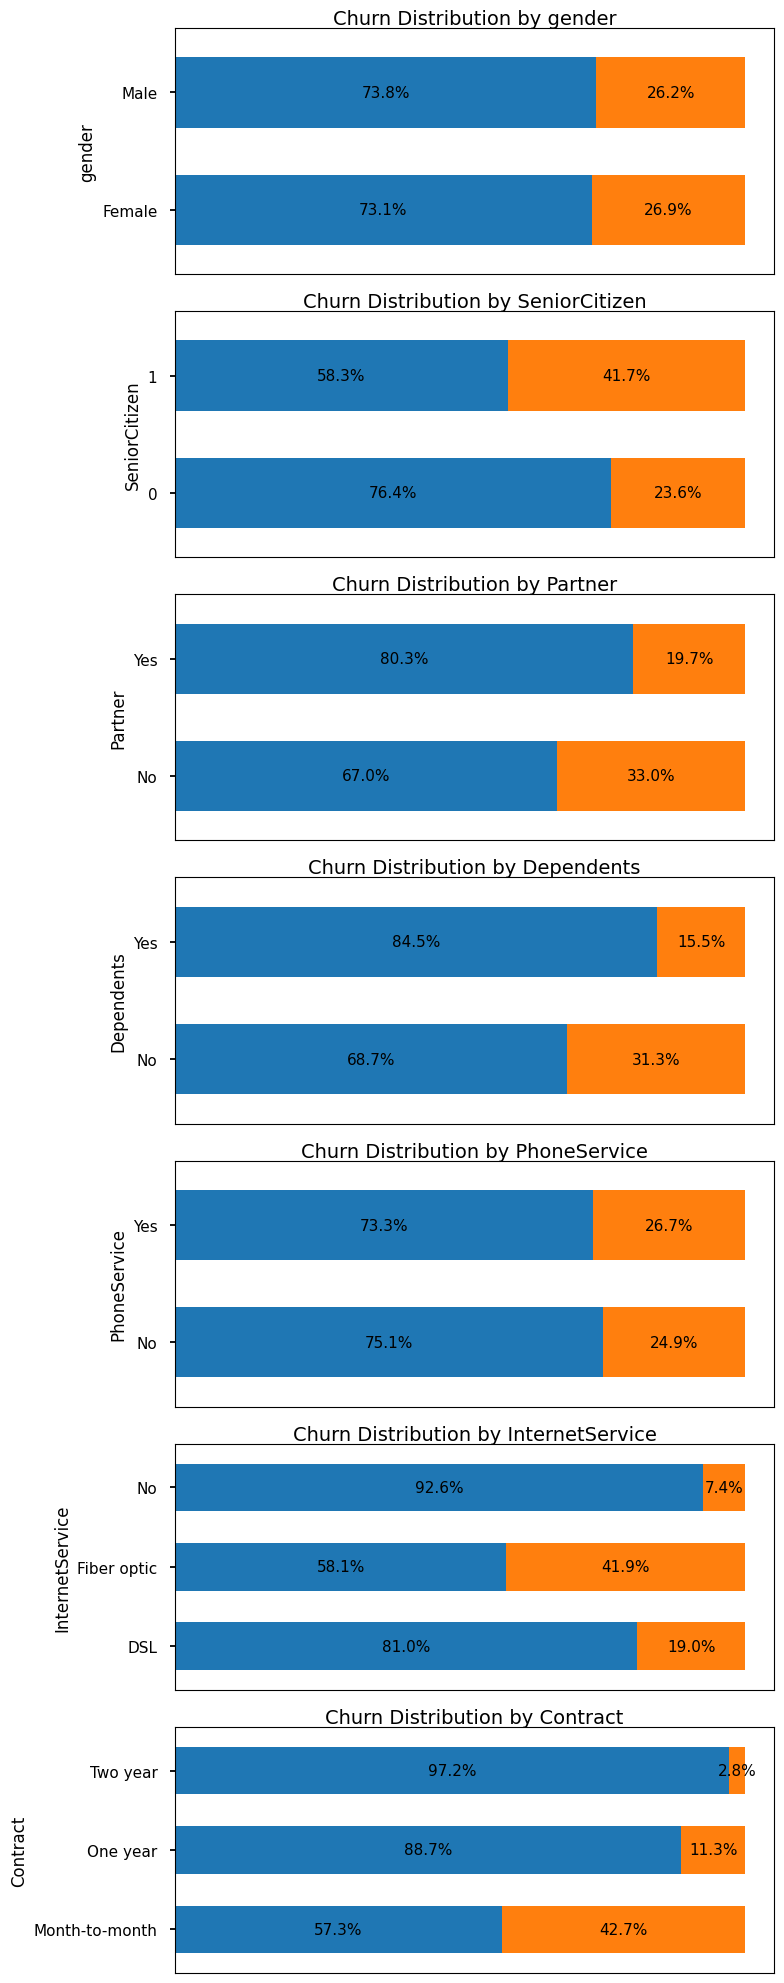 Churn Distribution by gender
gender
Male
73.8%
26.2%
Female
73.1%
26.9%
Churn Distribution by SeniorCitizen
SeniorCitizen
1
58.3%
41.7%
0
76.4%
23.6%
Churn Distribution by Partner
Partner
Yes
80.3%
19.7%
No
67.0%
33.0%
Churn Distribution by Dependents
Dependents
Yes
84.5%
15.5%
No
68.7%
31.3%
Churn Distribution by PhoneService
PhoneService
Yes
73.3%
26.7%
No
75.1%
24.9%
Churn Distribution by InternetService
InternetService
No
92.6%
7.4%
Fiber optic
58.1%
41.9%
DSL
81.0%
19.0%
Churn Distribution by Contract
Contract
Two year
97.2%
2.8%
One year
88.7%
11.3%
Month-to-month
57.3%
42.7%